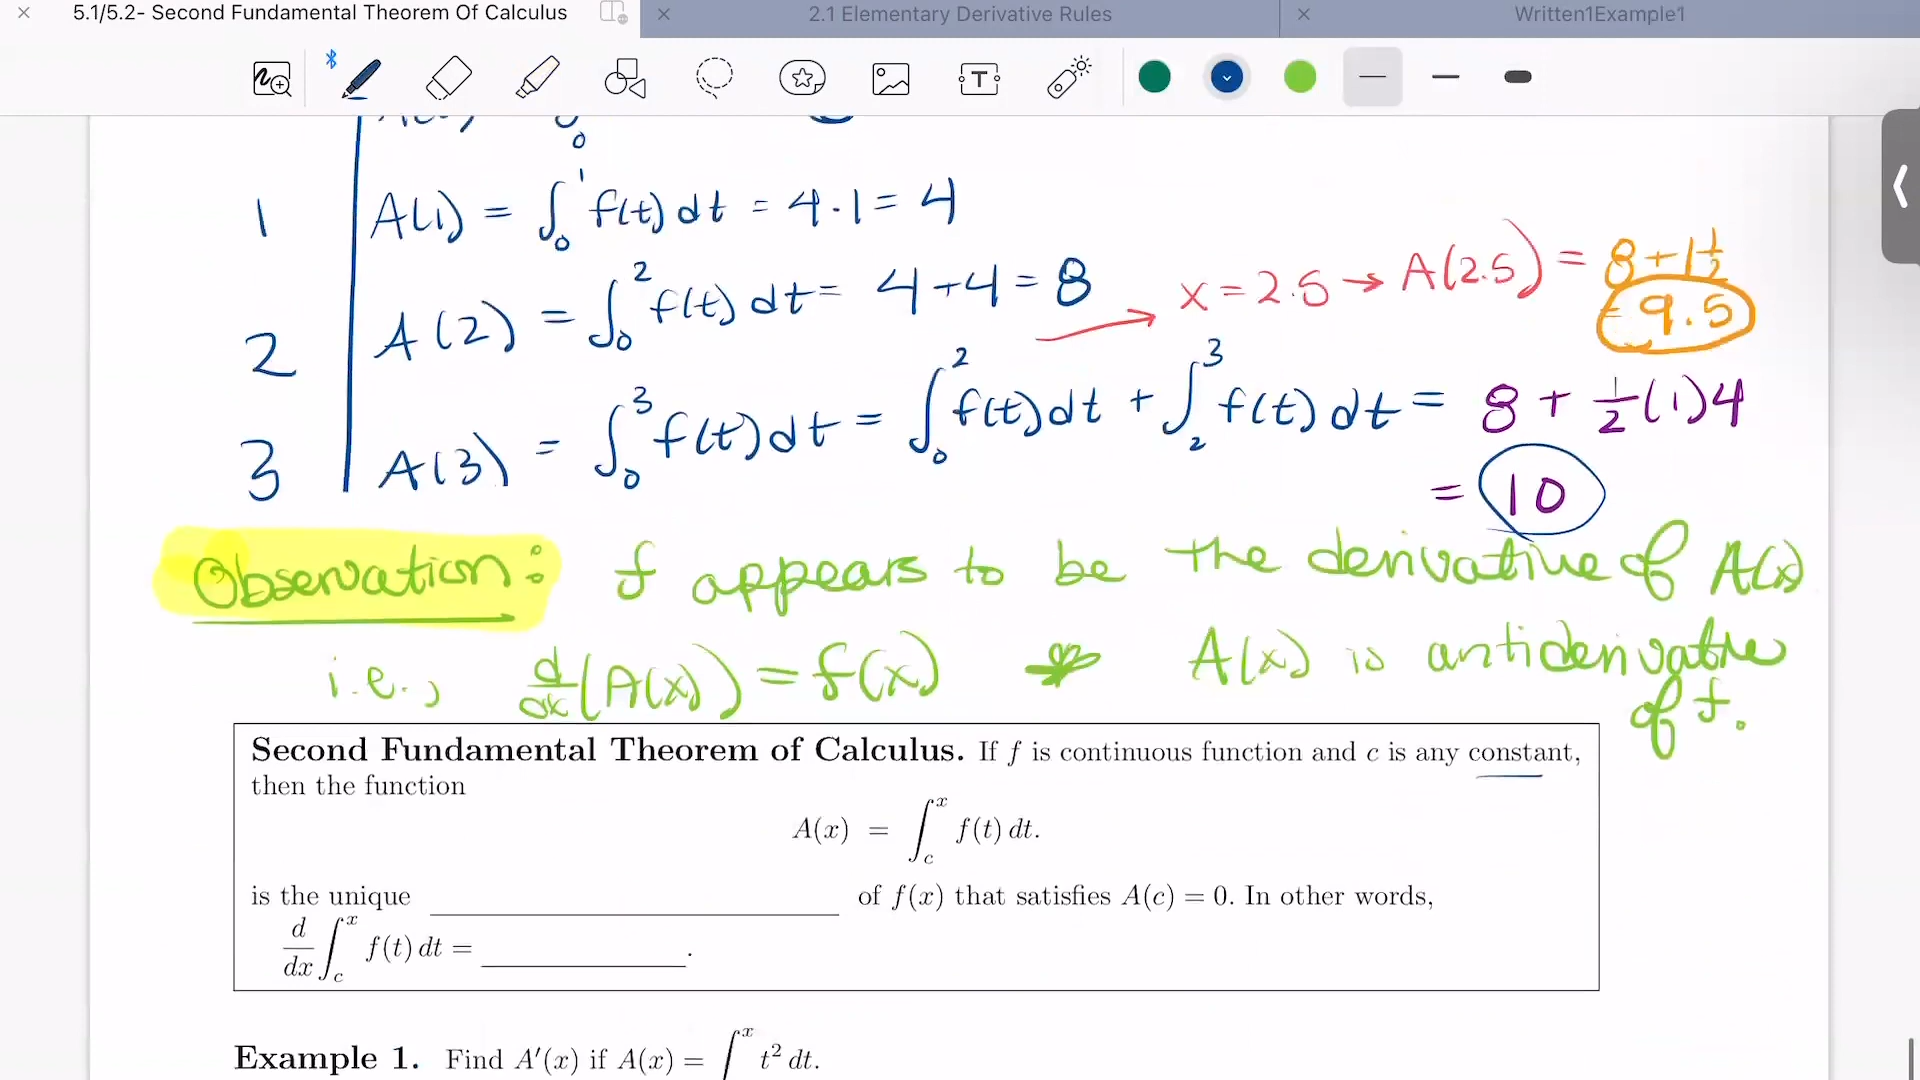 5.1/5.2- Second Fundamental Theorem Of Calculus
2.1 Elementary Derivative Rules
Written1Example1
0
1 A(1) = ∫₀¹ f(t) dt = 4·1 = 4
2 A(2) = ∫₀² f(t) dt = 4+4 = 8
x = 2.5 → A(2.5) = 8+1½
= 9.5
3 A(3) = ∫₀³ f(t) dt = ∫₀² f(t) dt + ∫₂³ f(t) dt = 8 + ½(1)4
= 10
Observation: f appears to be the derivative of A(x)
i.e., d/dx (A(x)) = f(x) A(x) is antiderivative
of f.
Second Fundamental Theorem of Calculus. If f is continuous function and c is any constant,
then the function
A(x) = ∫_c^x f(t) dt.
is the unique ________ of f(x) that satisfies A(c) = 0. In other words,
d/dx ∫_c^x f(t) dt = ________.
Example 1. Find A′(x) if A(x) = ∫^x t² dt.